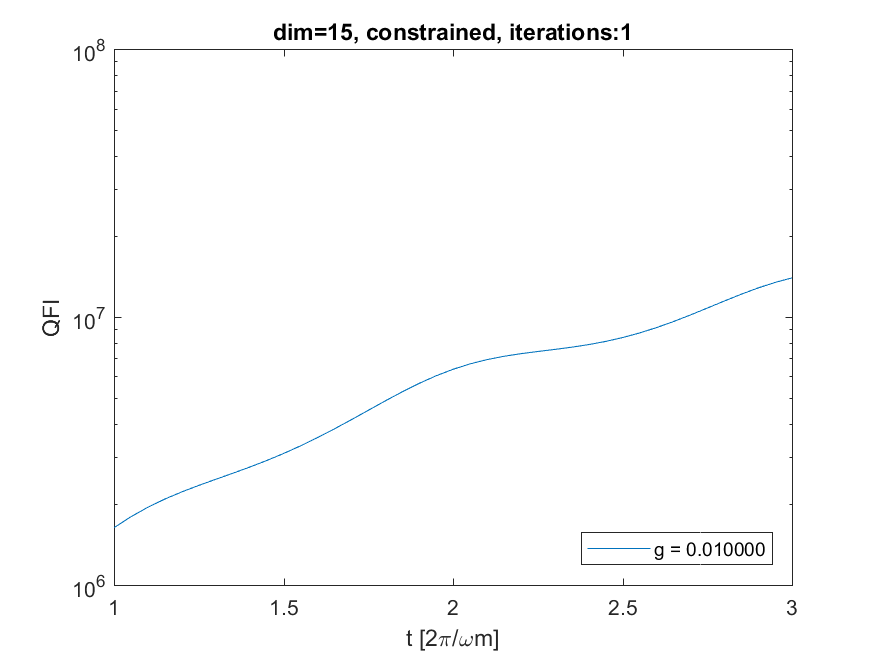 dim=15, constrained, iterations:1
10^8
10^7
10^6
QFI
g = 0.010000
1
1.5
2
2.5
3
t [2π/ωm]